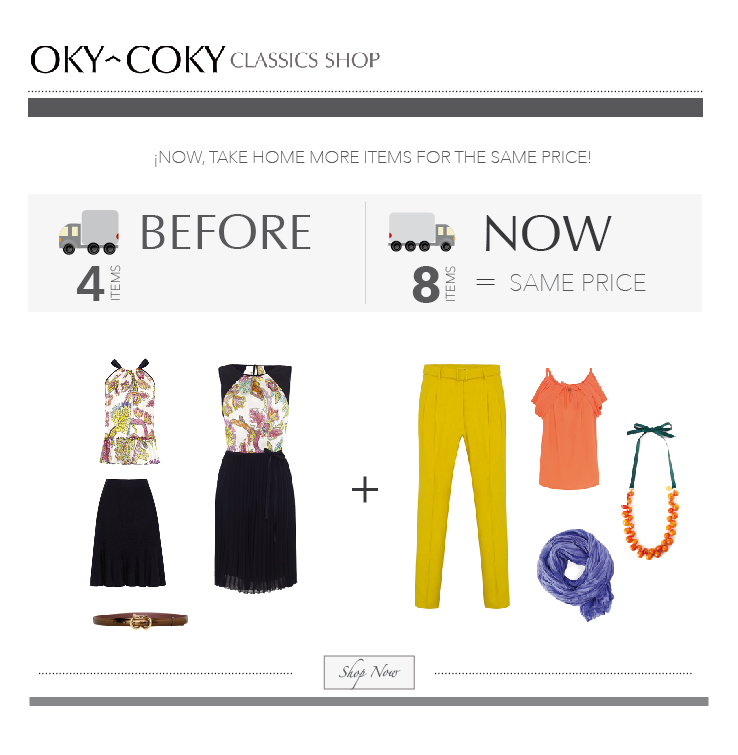 OKY^COKY CLASSICS SHOP
¡NOW, TAKE HOME MORE ITEMS FOR THE SAME PRICE!
BEFORE
4 ITEMS
NOW
8 ITEMS = SAME PRICE
+
Shop Now